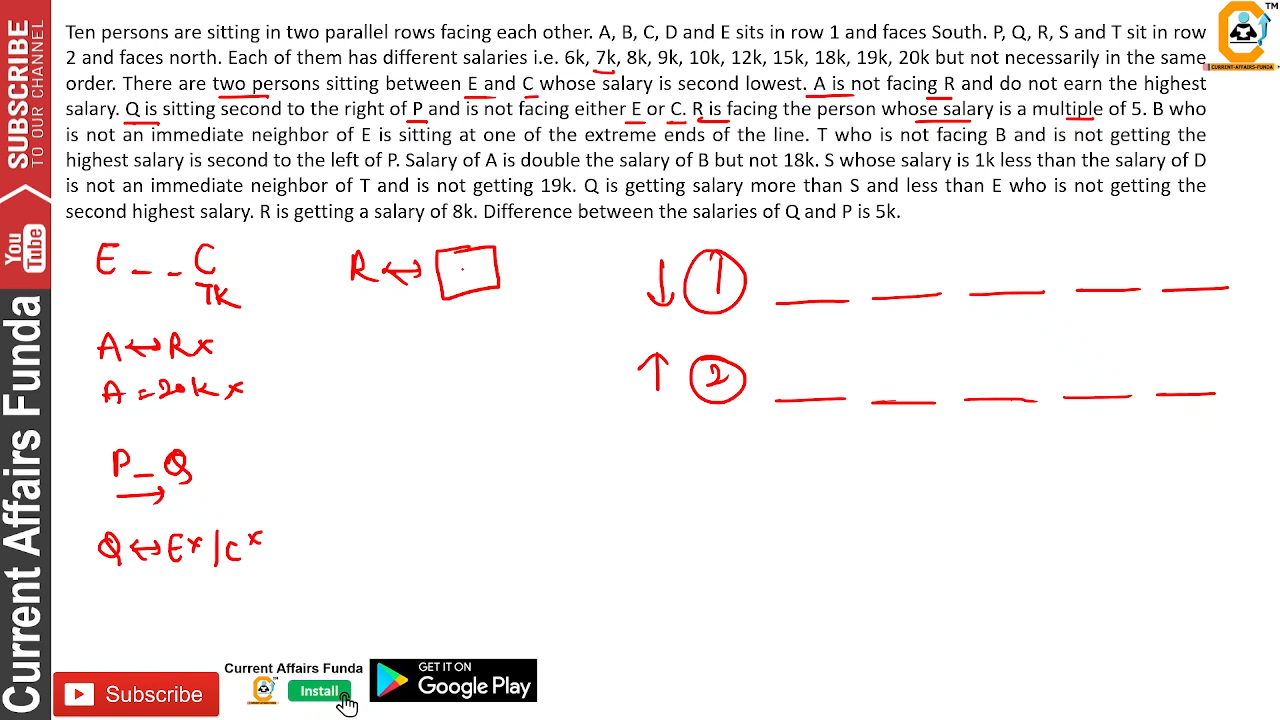 Ten persons are sitting in two parallel rows facing each other. A, B, C, D and E sits in row 1 and faces South. P, Q, R, S and T sit in row
2 and faces north. Each of them has different salaries i.e. 6k, 7k, 8k, 9k, 10k, 12k, 15k, 18k, 19k, 20k but not necessarily in the same
order. There are two persons sitting between E and C whose salary is second lowest. A is not facing R and do not earn the highest
salary. Q is sitting second to the right of P and is not facing either E or C. R is facing the person whose salary is a multiple of 5. B who
is not an immediate neighbor of E is sitting at one of the extreme ends of the line. T who is not facing B and is not getting the
highest salary is second to the left of P. Salary of A is double the salary of B but not 18k. S whose salary is 1k less than the salary of D
is not an immediate neighbor of T and is not getting 19k. Q is getting salary more than S and less than E who is not getting the
second highest salary. R is getting a salary of 8k. Difference between the salaries of Q and P is 5k.
E _ _ C
7K
R ↔
A ↔ R x
A = 20K x
P _ Q
→
Q ↔ E x / C x
↓ 1
↑ 2
SUBSCRIBE
TO OUR CHANNEL
You
Tube
Current Affairs Funda
TM
TM
Subscribe
Current Affairs Funda
Install
GET IT ON
Google Play